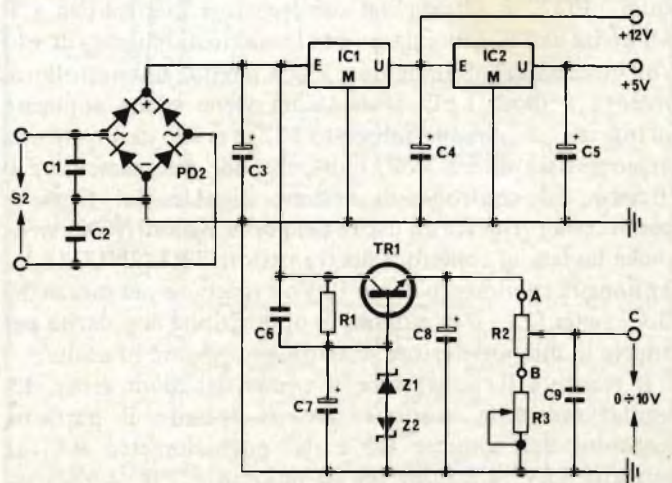 IC1
IC2
E
U
M
E
U
M
+12V
+5V
C1
S2
C2
PD2
C3
C4
C5
TR1
C6
R1
C7
C8
+
Z1
Z2
A
R2
B
R3
C9
C
0÷10V